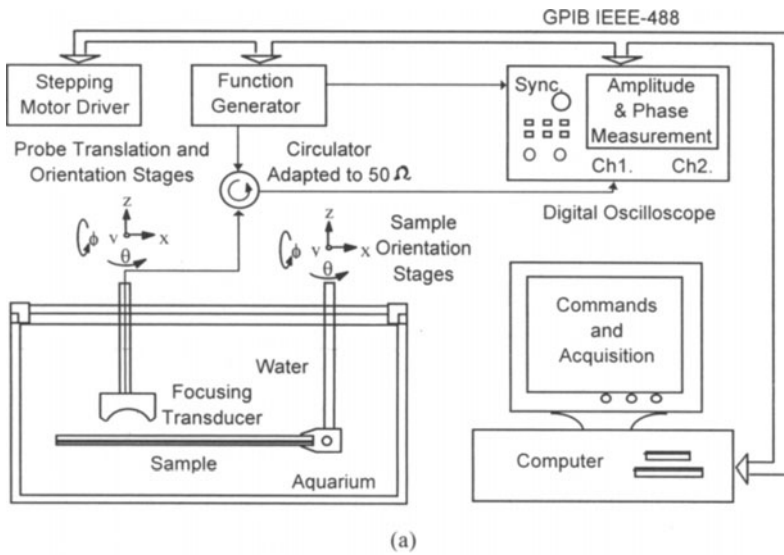 GPIB IEEE-488
Stepping
Motor Driver
Function
Generator
Sync.
Amplitude
& Phase
Measurement
Ch1.
Ch2.
Probe Translation and
Orientation Stages
Circulator
Adapted to 50 Ω
Digital Oscilloscope
z
ϕ
v
x
θ
z
ϕ
v
x
θ
Sample
Orientation
Stages
Commands
and
Acquisition
Water
Focusing
Transducer
Sample
Aquarium
Computer
(a)